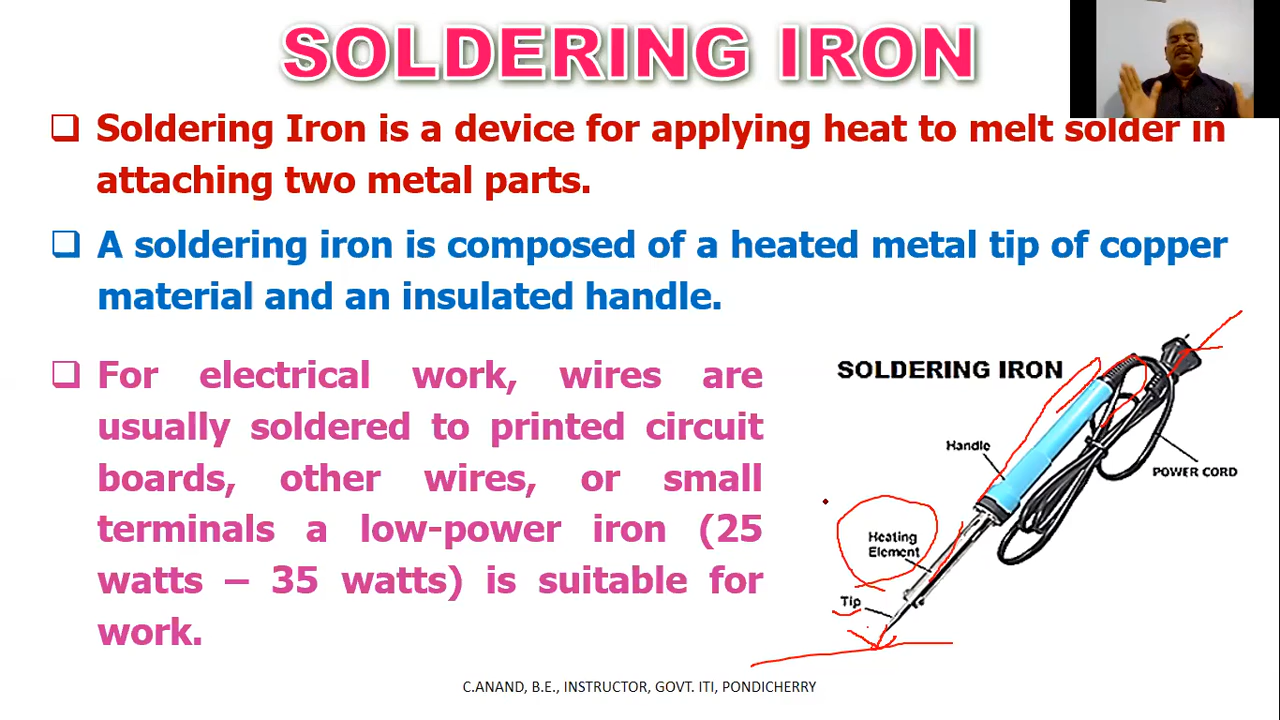 SOLDERING IRON
❑ Soldering Iron is a device for applying heat to melt solder in
attaching two metal parts.
❑ A soldering iron is composed of a heated metal tip of copper
material and an insulated handle.
❑ For electrical work, wires are
usually soldered to printed circuit
boards, other wires, or small
terminals a low-power iron (25
watts – 35 watts) is suitable for
work.
SOLDERING IRON
Handle
POWER CORD
Heating
Element
Tip
C.ANAND, B.E., INSTRUCTOR, GOVT. ITI, PONDICHERRY